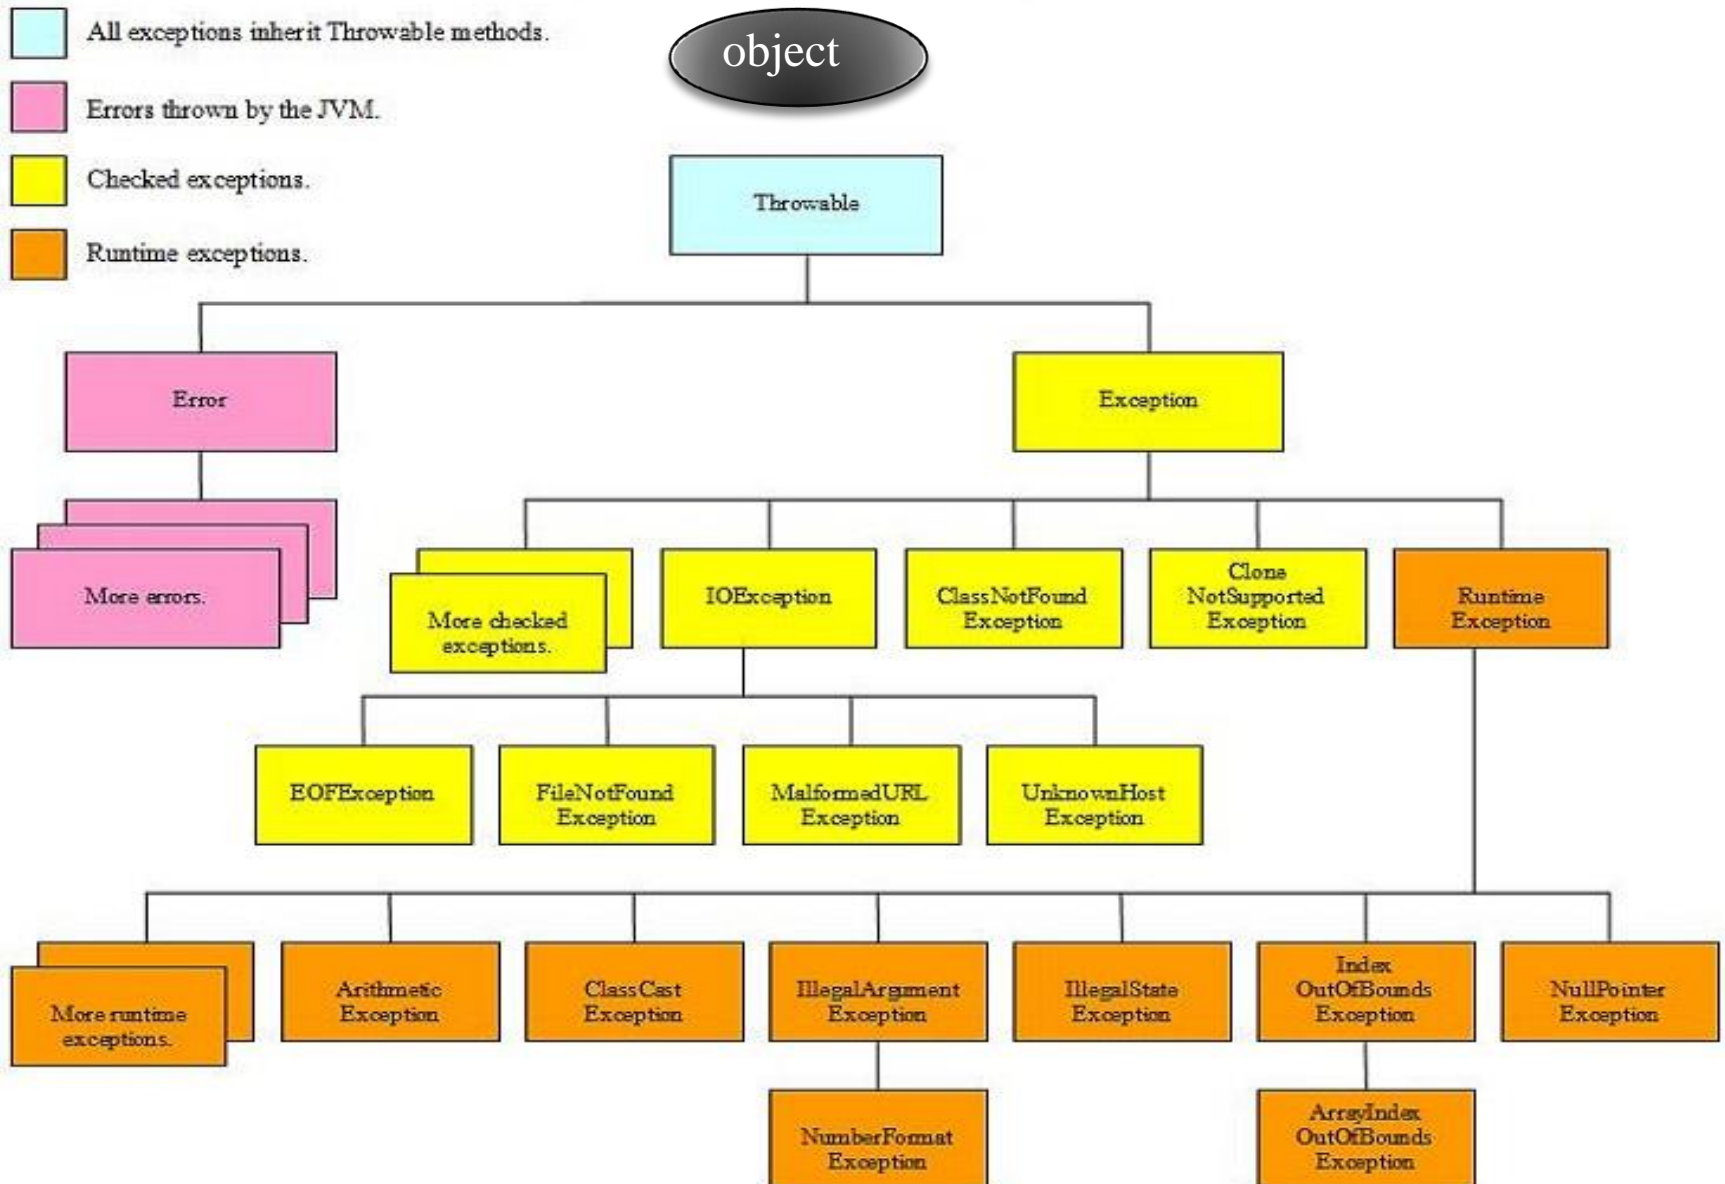 All exceptions inherit Throwable methods.
object
Errors thrown by the JVM.
Checked exceptions.
Throwable
Runtime exceptions.
Error
Exception
More errors.
More checked
exceptions.
IOException
ClassNotFound
Exception
Clone
NotSupported
Exception
Runtime
Exception
EOFException
FileNotFound
Exception
MalformedURL
Exception
UnknownHost
Exception
More runtime
exceptions.
Arithmetic
Exception
ClassCast
Exception
IllegalArgument
Exception
IllegalState
Exception
Index
OutOfBounds
Exception
NullPointer
Exception
NumberFormat
Exception
ArrayIndex
OutOfBounds
Exception